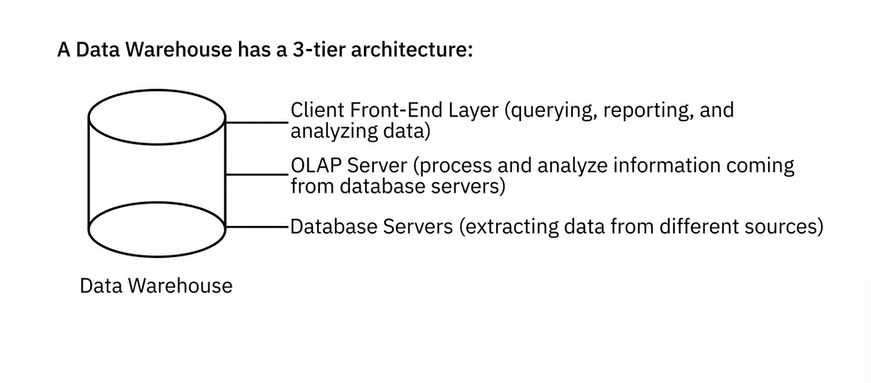 A Data Warehouse has a 3-tier architecture:
Client Front-End Layer (querying, reporting, and
analyzing data)
OLAP Server (process and analyze information coming
from database servers)
Database Servers (extracting data from different sources)
Data Warehouse